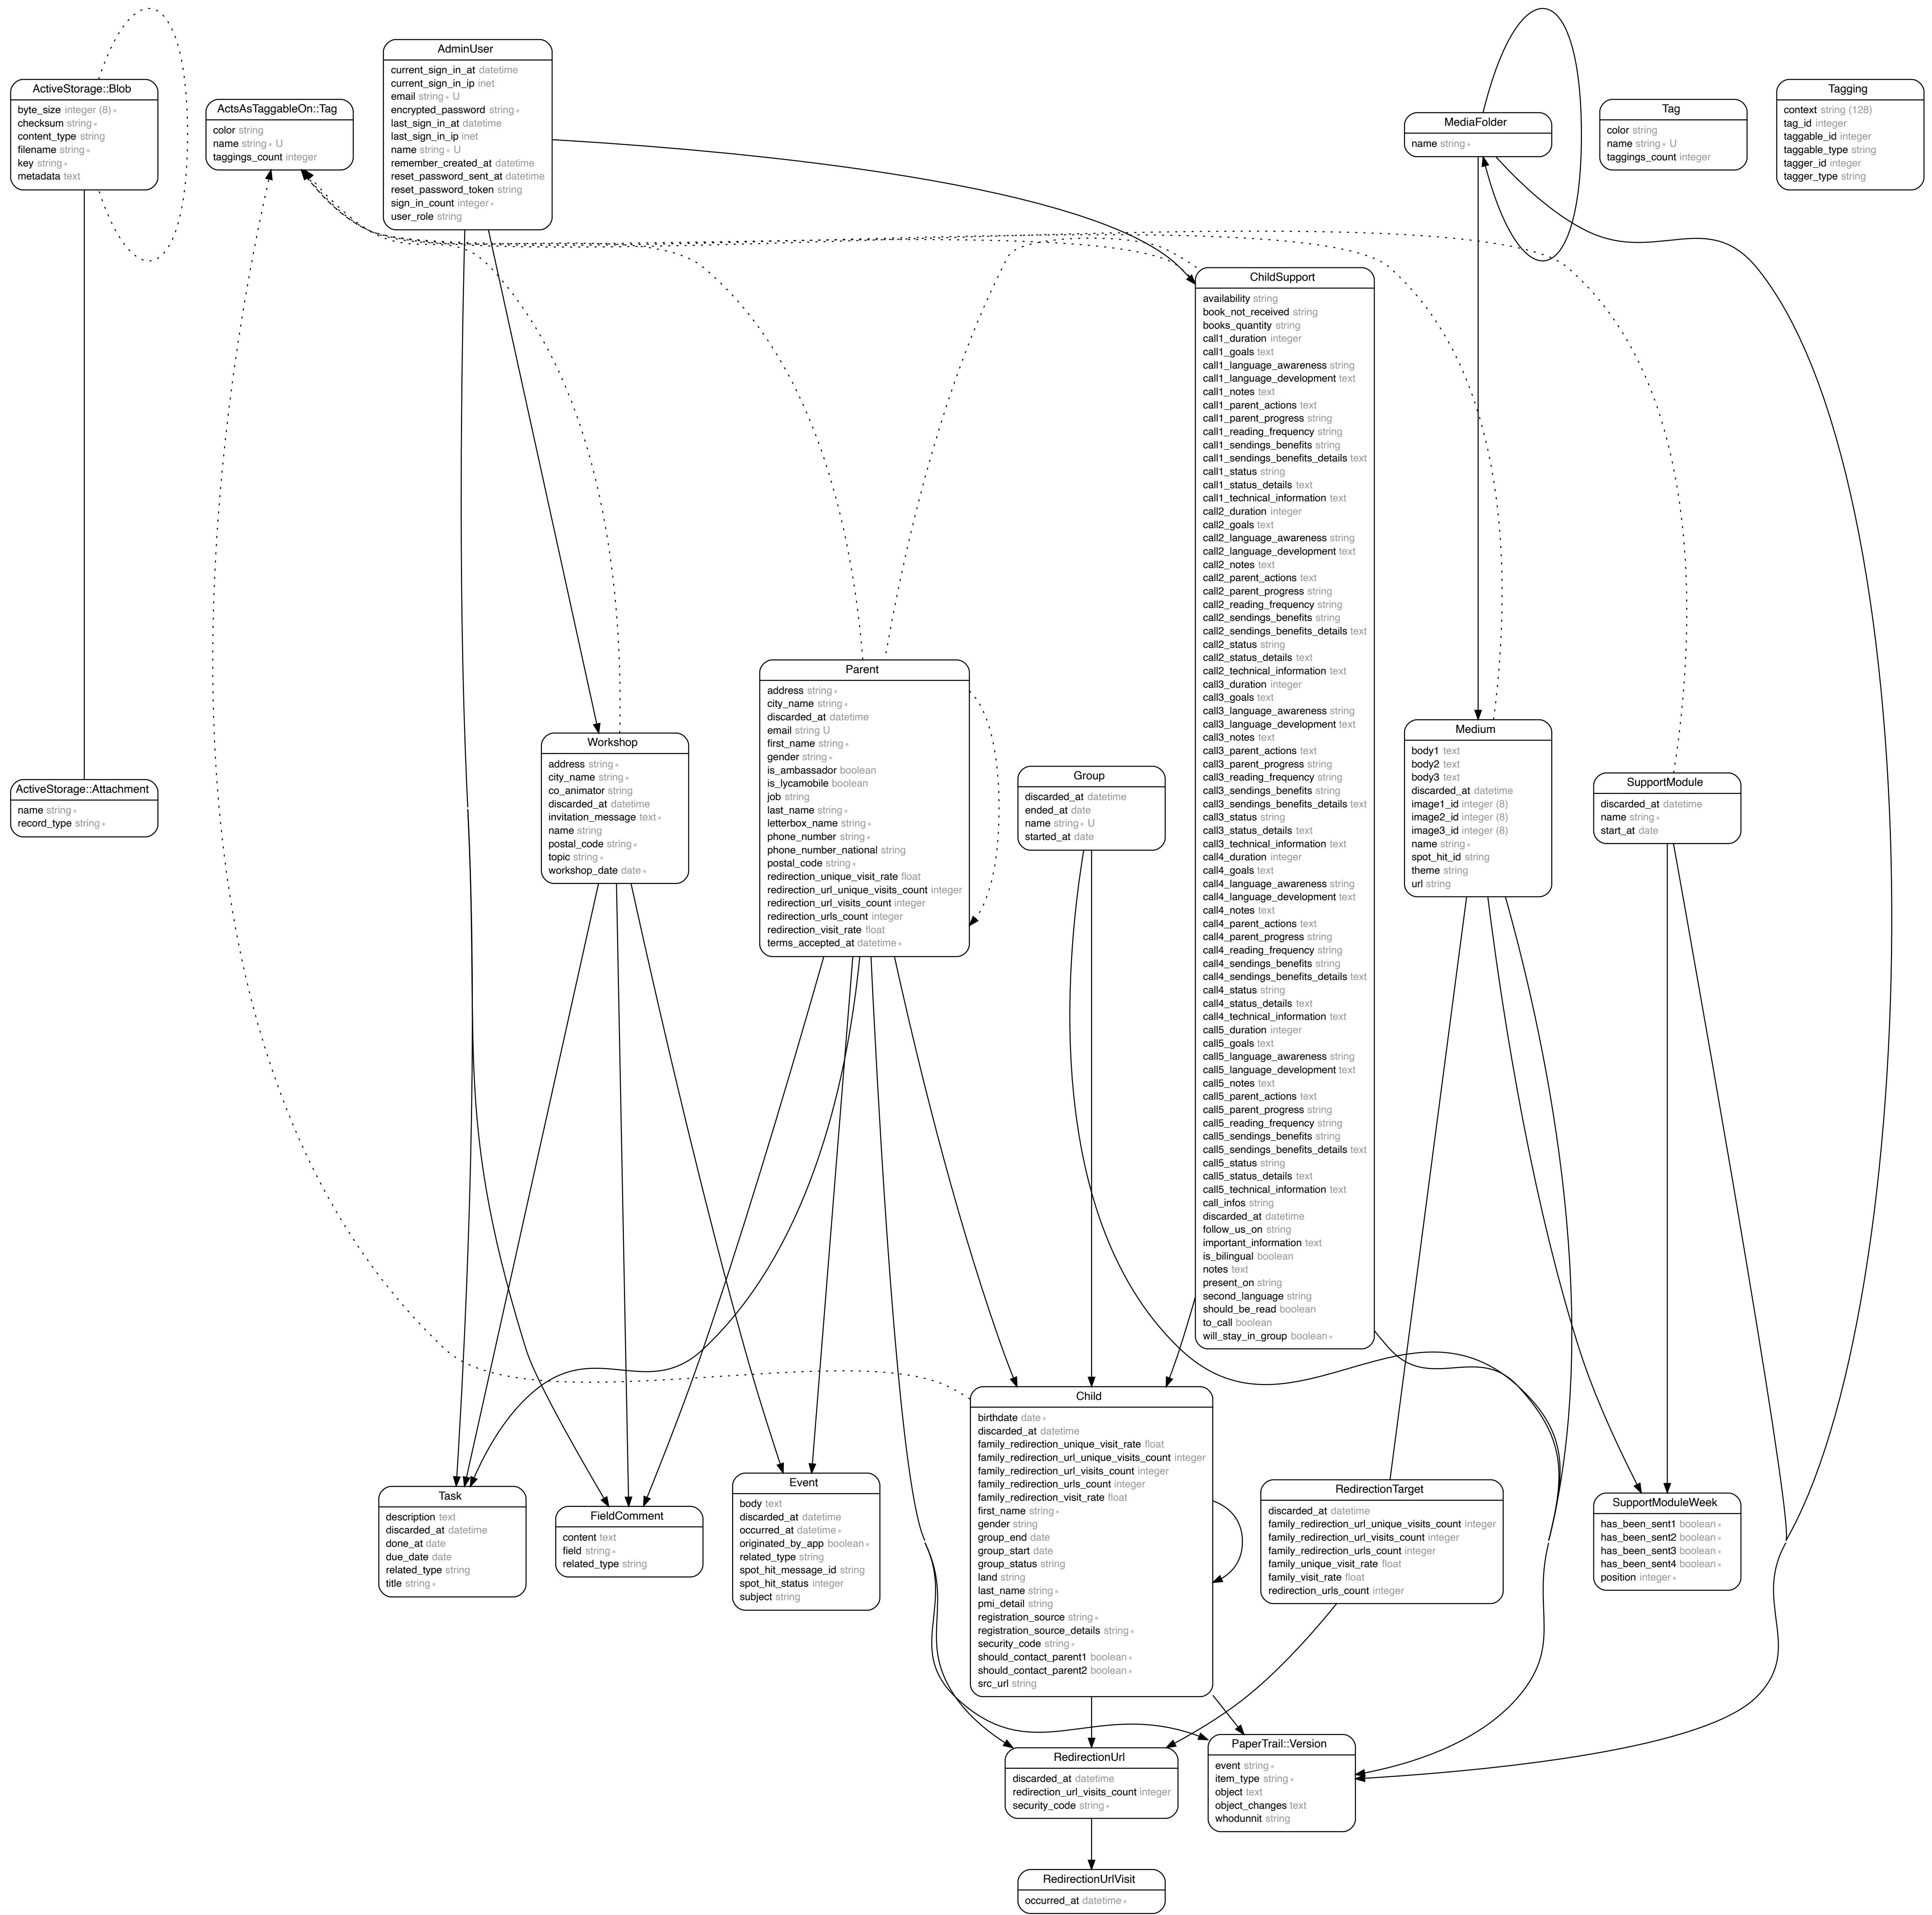 ActiveStorage::Blob
byte_size integer (8) ∗
checksum string ∗
content_type string
filename string ∗
key string ∗
metadata text
ActsAsTaggableOn::Tag
color string
name string ∗ U
taggings_count integer
AdminUser
current_sign_in_at datetime
current_sign_in_ip inet
email string ∗ U
encrypted_password string ∗
last_sign_in_at datetime
last_sign_in_ip inet
name string ∗ U
remember_created_at datetime
reset_password_sent_at datetime
reset_password_token string
sign_in_count integer ∗
user_role string
MediaFolder
name string ∗
Tag
color string
name string ∗ U
taggings_count integer
Tagging
context string (128)
tag_id integer
taggable_id integer
taggable_type string
tagger_id integer
tagger_type string
ChildSupport
availability string
book_not_received string
books_quantity string
call1_duration integer
call1_goals text
call1_language_awareness string
call1_language_development text
call1_notes text
call1_parent_actions text
call1_parent_progress string
call1_reading_frequency string
call1_sendings_benefits string
call1_sendings_benefits_details text
call1_status string
call1_status_details text
call1_technical_information text
call2_duration integer
call2_goals text
call2_language_awareness string
call2_language_development text
call2_notes text
call2_parent_actions text
call2_parent_progress string
call2_reading_frequency string
call2_sendings_benefits string
call2_sendings_benefits_details text
call2_status string
call2_status_details text
call2_technical_information text
call3_duration integer
call3_goals text
call3_language_awareness string
call3_language_development text
call3_notes text
call3_parent_actions text
call3_parent_progress string
call3_reading_frequency string
call3_sendings_benefits string
call3_sendings_benefits_details text
call3_status string
call3_status_details text
call3_technical_information text
call4_duration integer
call4_goals text
call4_language_awareness string
call4_language_development text
call4_notes text
call4_parent_actions text
call4_parent_progress string
call4_reading_frequency string
call4_sendings_benefits string
call4_sendings_benefits_details text
call4_status string
call4_status_details text
call4_technical_information text
call5_duration integer
call5_goals text
call5_language_awareness string
call5_language_development text
call5_notes text
call5_parent_actions text
call5_parent_progress string
call5_reading_frequency string
call5_sendings_benefits string
call5_sendings_benefits_details text
call5_status string
call5_status_details text
call5_technical_information text
call_infos string
discarded_at datetime
follow_us_on string
important_information text
is_bilingual boolean
notes text
present_on string
second_language string
should_be_read boolean
to_call boolean
will_stay_in_group boolean ∗
Parent
address string ∗
city_name string ∗
discarded_at datetime
email string U
first_name string ∗
gender string ∗
is_ambassador boolean
is_lycamobile boolean
job string
last_name string ∗
letterbox_name string ∗
phone_number string ∗
phone_number_national string
postal_code string ∗
redirection_unique_visit_rate float
redirection_url_unique_visits_count integer
redirection_url_visits_count integer
redirection_urls_count integer
redirection_visit_rate float
terms_accepted_at datetime ∗
Workshop
address string ∗
city_name string ∗
co_animator string
discarded_at datetime
invitation_message text ∗
name string
postal_code string ∗
topic string ∗
workshop_date date ∗
Group
discarded_at datetime
ended_at date
name string ∗ U
started_at date
Medium
body1 text
body2 text
body3 text
discarded_at datetime
image1_id integer (8)
image2_id integer (8)
image3_id integer (8)
name string ∗
spot_hit_id string
theme string
url string
SupportModule
discarded_at datetime
name string ∗
start_at date
ActiveStorage::Attachment
name string ∗
record_type string ∗
Task
description text
discarded_at datetime
done_at date
due_date date
related_type string
title string ∗
FieldComment
content text
field string ∗
related_type string
Event
body text
discarded_at datetime
occurred_at datetime ∗
originated_by_app boolean ∗
related_type string
spot_hit_message_id string
spot_hit_status integer
subject string
Child
birthdate date ∗
discarded_at datetime
family_redirection_unique_visit_rate float
family_redirection_url_unique_visits_count integer
family_redirection_url_visits_count integer
family_redirection_urls_count integer
family_redirection_visit_rate float
first_name string ∗
gender string
group_end date
group_start date
group_status string
land string
last_name string ∗
pmi_detail string
registration_source string ∗
registration_source_details string ∗
security_code string ∗
should_contact_parent1 boolean ∗
should_contact_parent2 boolean ∗
src_url string
RedirectionTarget
discarded_at datetime
family_redirection_url_unique_visits_count integer
family_redirection_url_visits_count integer
family_redirection_urls_count integer
family_unique_visit_rate float
family_visit_rate float
redirection_urls_count integer
SupportModuleWeek
has_been_sent1 boolean ∗
has_been_sent2 boolean ∗
has_been_sent3 boolean ∗
has_been_sent4 boolean ∗
position integer ∗
RedirectionUrl
discarded_at datetime
redirection_url_visits_count integer
security_code string ∗
PaperTrail::Version
event string ∗
item_type string ∗
object text
object_changes text
whodunnit string
RedirectionUrlVisit
occurred_at datetime ∗